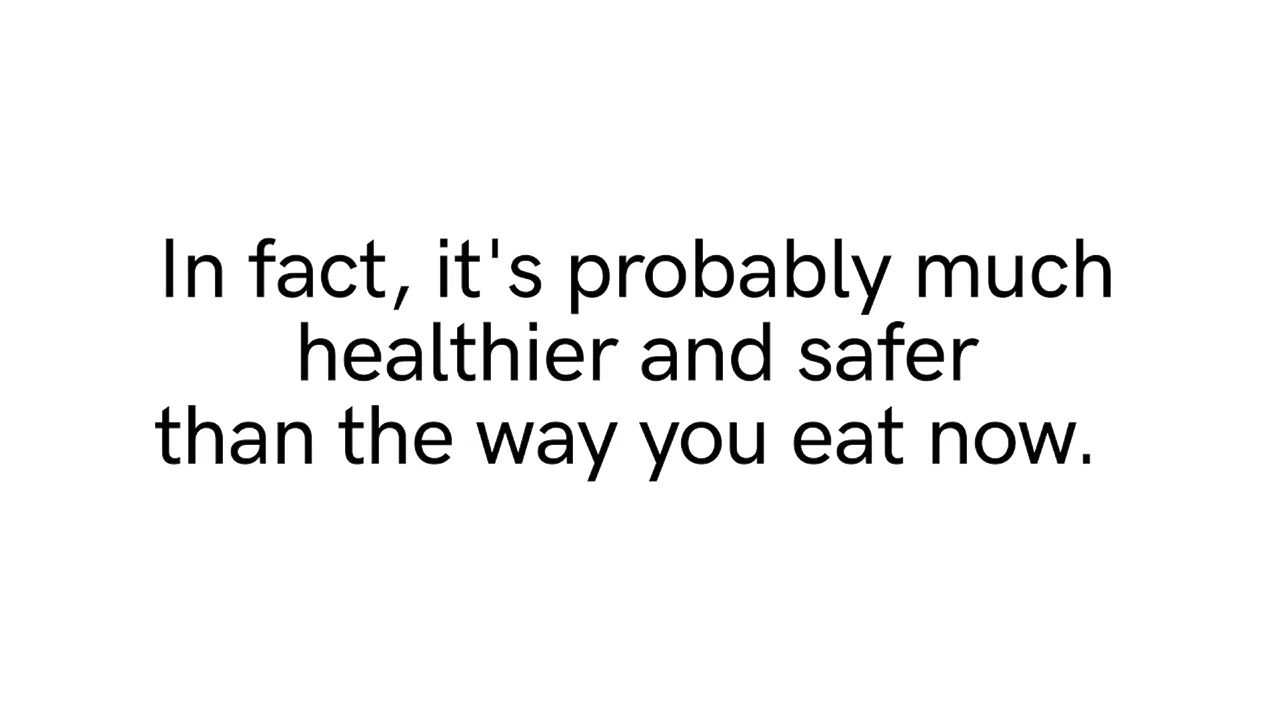 In fact, it's probably much
healthier and safer
than the way you eat now.